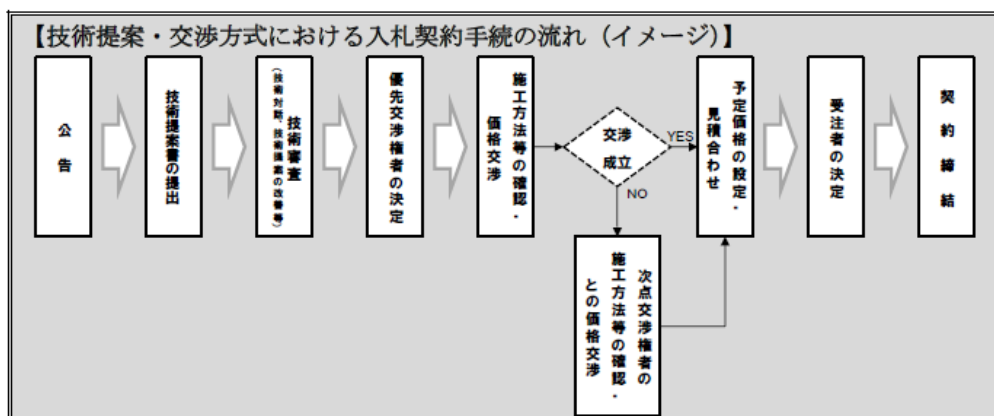 【技術提案・交渉方式における入札契約手続の流れ（イメージ）】
公告
技術提案書の提出
技術審査
（技術対話、技術提案の改善等）
優先交渉権者の決定
施工方法等の確認・
価格交渉
交渉
成立
YES
NO
予定価格の設定・
見積合わせ
受注者の決定
契約締結
次点交渉権者の
施工方法等の確認・
との価格交渉